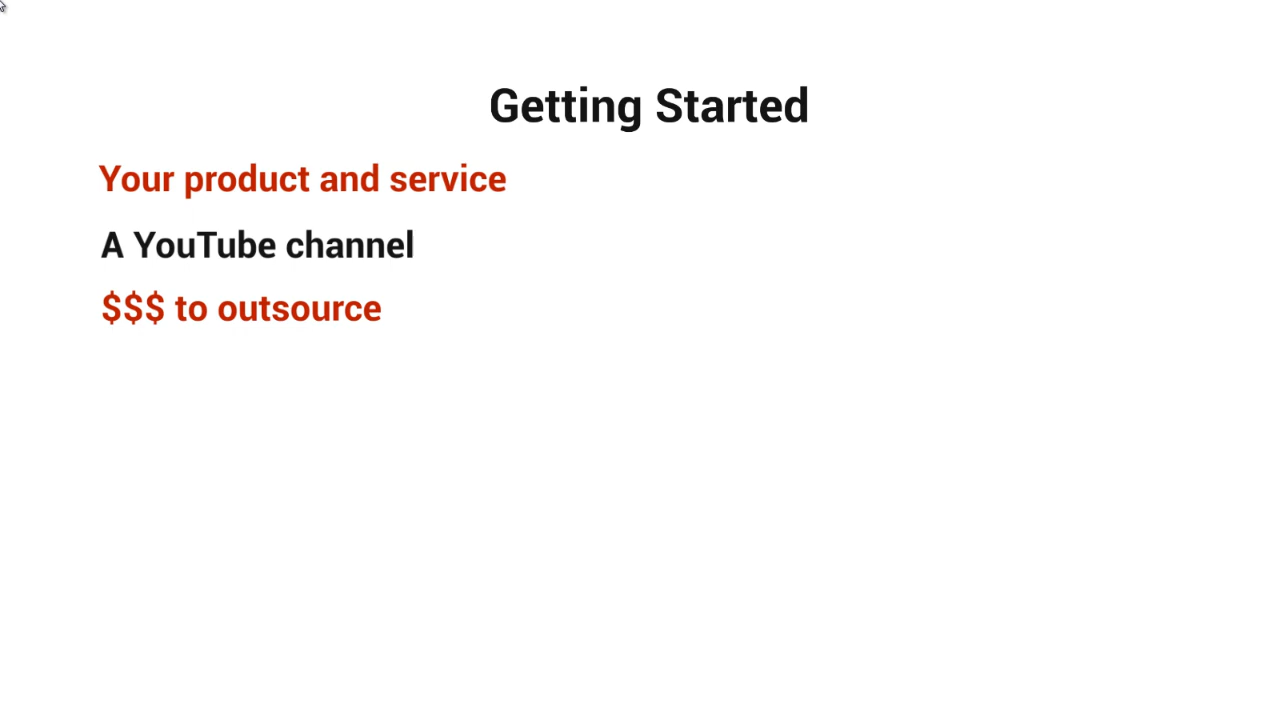 Getting Started
Your product and service
A YouTube channel
$$$ to outsource